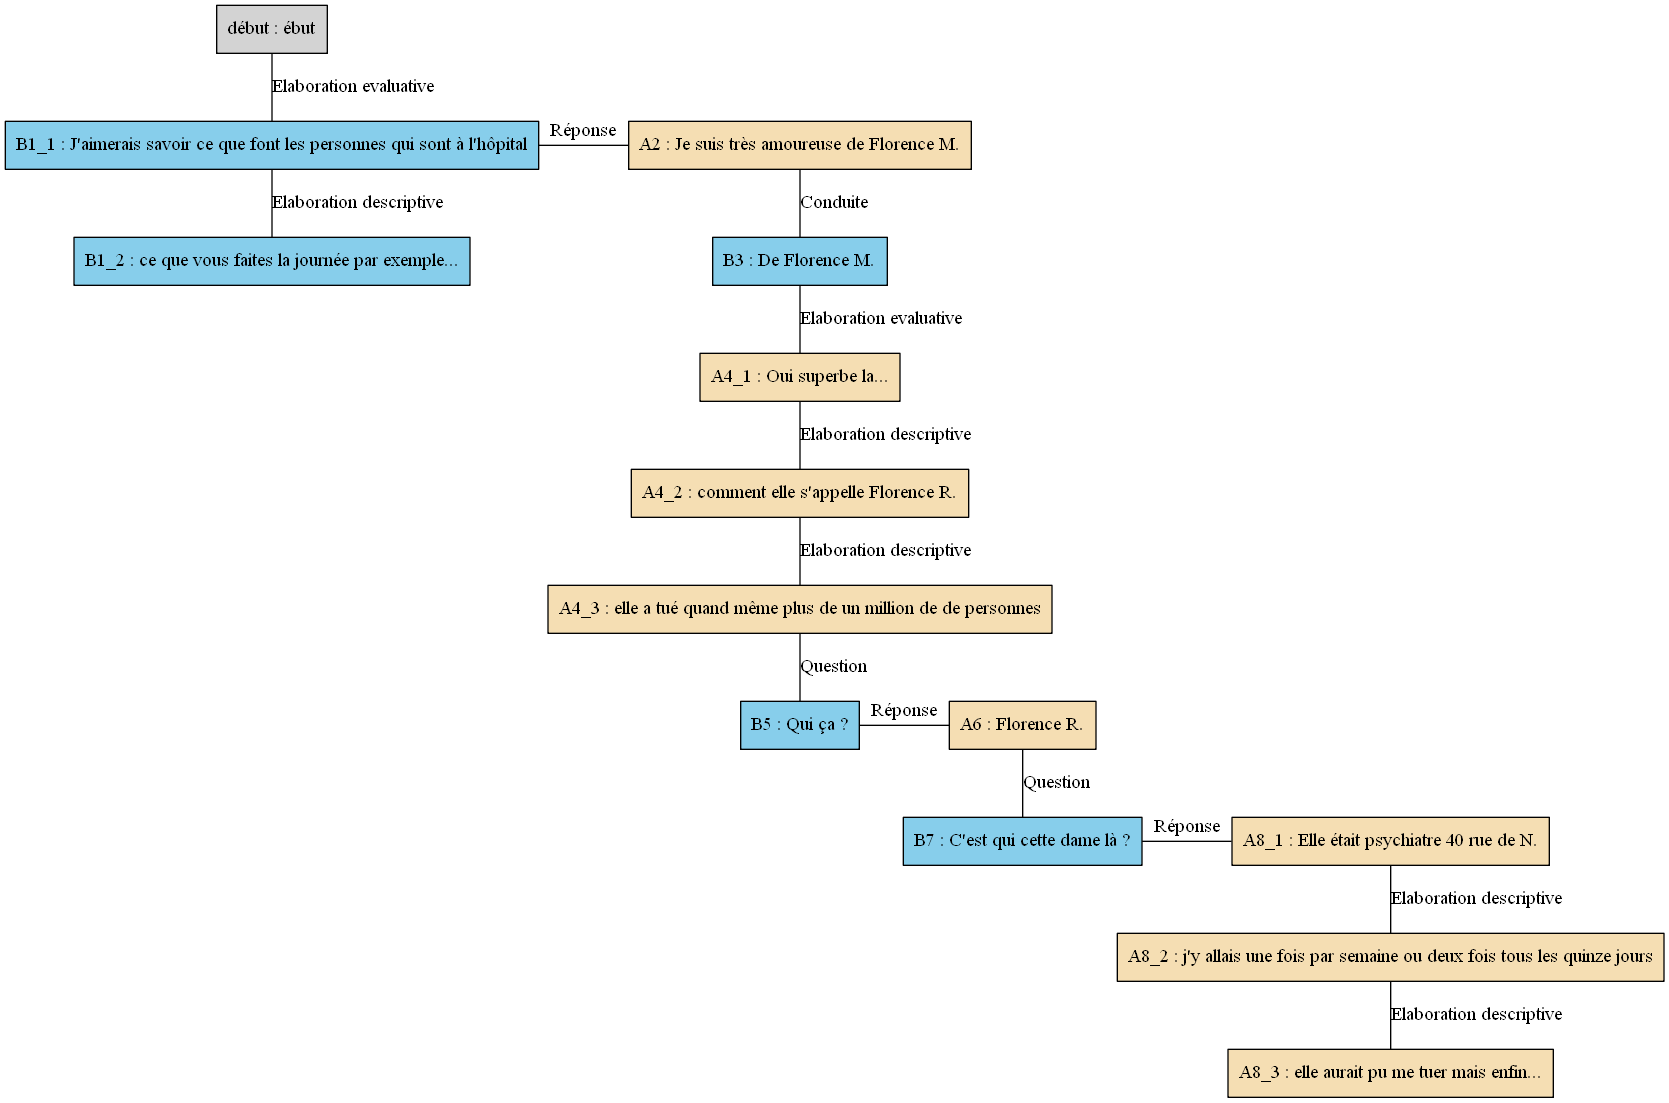 début : ébut
Elaboration evaluative
B1_1 : J'aimerais savoir ce que font les personnes qui sont à l'hôpital
Réponse
A2 : Je suis très amoureuse de Florence M.
Elaboration descriptive
Conduite
B1_2 : ce que vous faites la journée par exemple...
B3 : De Florence M.
Elaboration evaluative
A4_1 : Oui superbe la...
Elaboration descriptive
A4_2 : comment elle s'appelle Florence R.
Elaboration descriptive
A4_3 : elle a tué quand même plus de un million de de personnes
Question
B5 : Qui ça ?
Réponse
A6 : Florence R.
Question
B7 : C'est qui cette dame là ?
Réponse
A8_1 : Elle était psychiatre 40 rue de N.
Elaboration descriptive
A8_2 : j'y allais une fois par semaine ou deux fois tous les quinze jours
Elaboration descriptive
A8_3 : elle aurait pu me tuer mais enfin...